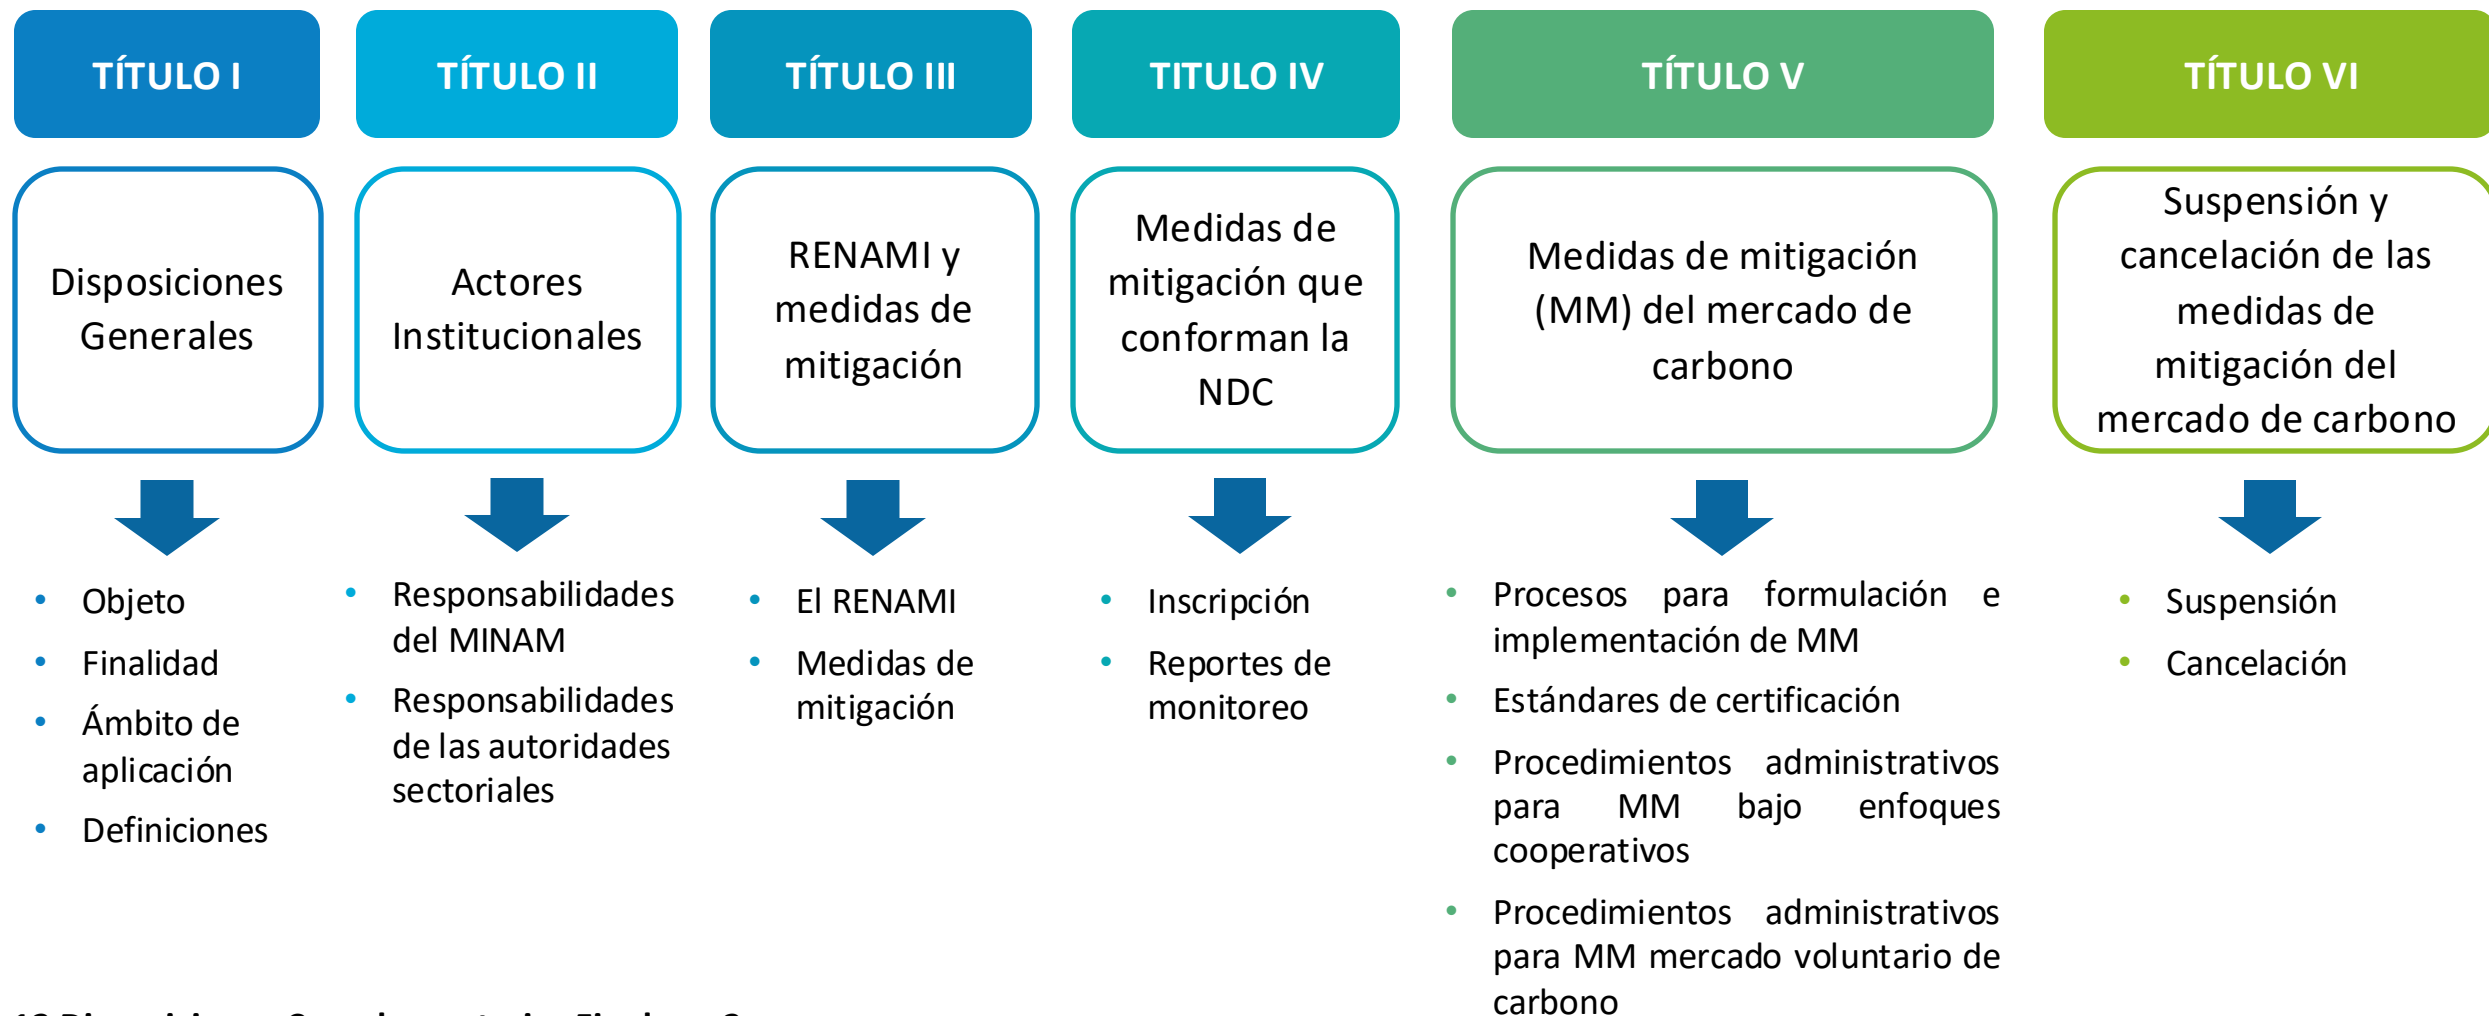 TÍTULO I
Disposiciones
Generales
• Objeto
• Finalidad
• Ámbito de
aplicación
• Definiciones
TÍTULO II
Actores
Institucionales
• Responsabilidades
del MINAM
• Responsabilidades
de las autoridades
sectoriales
TÍTULO III
RENAMI y
medidas de
mitigación
• El RENAMI
• Medidas de
mitigación
TITULO IV
Medidas de
mitigación que
conforman la
NDC
• Inscripción
• Reportes de
monitoreo
TÍTULO V
Medidas de mitigación
(MM) del mercado de
carbono
• Procesos para formulación e
implementación de MM
• Estándares de certificación
• Procedimientos administrativos
para MM bajo enfoques
cooperativos
• Procedimientos administrativos
para MM mercado voluntario de
carbono
TÍTULO VI
Suspensión y
cancelación de las
medidas de
mitigación del
mercado de carbono
• Suspensión
• Cancelación